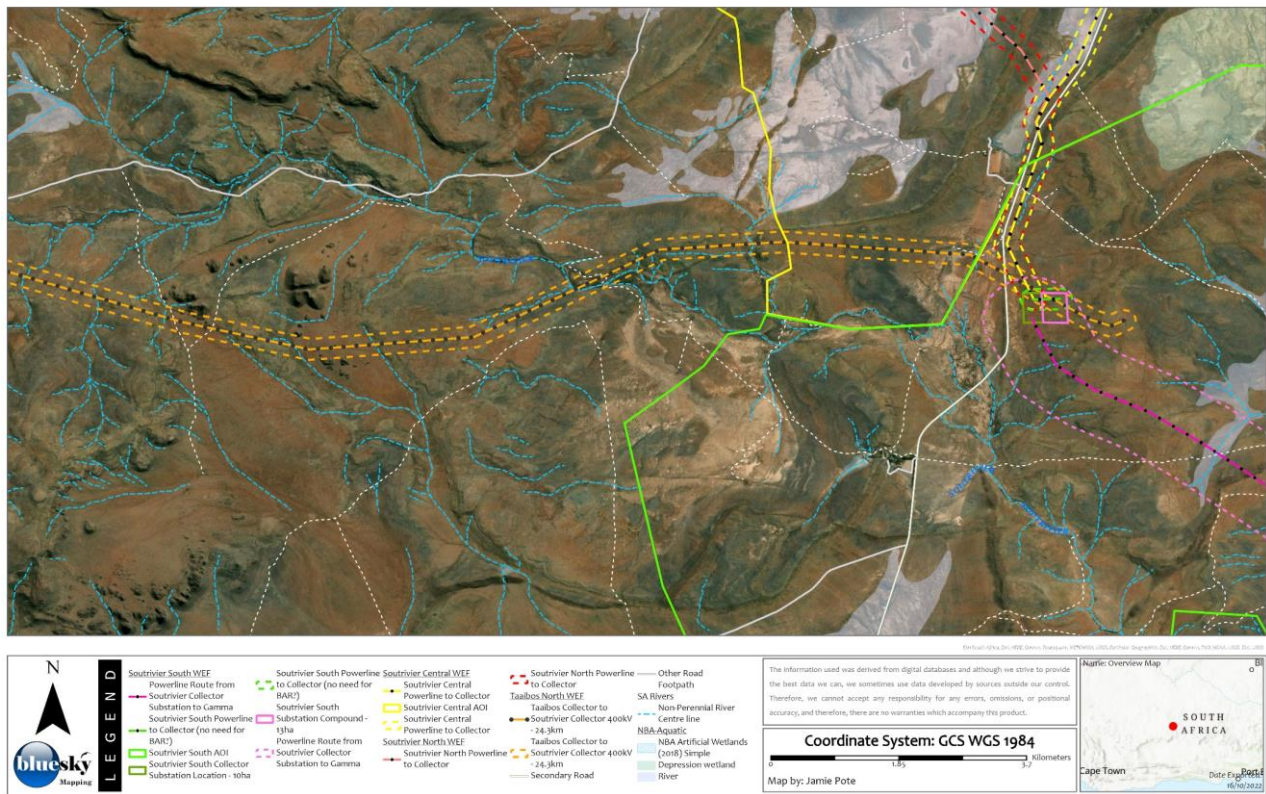 N
bluesky
Mapping
LEGEND
Soutrivier South WEF
Powerline Route from
Soutrivier Collector
Substation to Gamma
Soutrivier South Powerline
to Collector (no need for
BAR?)
Soutrivier South AOI
Soutrivier South Collector
Substation Location - 10ha
Soutrivier South Powerline
to Collector (no need for
BAR?)
Soutrivier South
Substation Compound -
13ha
Powerline Route from
Soutrivier Collector
Substation to Gamma
Soutrivier Central WEF
Soutrivier Central
Powerline to Collector
Soutrivier Central AOI
Soutrivier Central
Powerline to Collector
Soutrivier North WEF
Soutrivier North Powerline
to Collector
Soutrivier North Powerline
to Collector
Taaibos North WEF
Taaibos Collector to
Soutrivier Collector 400kV
- 24.3km
Taaibos Collector to
Soutrivier Collector 400kV
- 24.3km
Secondary Road
Other Road
Footpath
SA Rivers
Non-Perennial River
Centre line
NBA-Aquatic
NBA Artificial Wetlands
(2018) Simple
Depression wetland
River
The information used was derived from digital databases and although we strive to provide
the best data we can, we sometimes use data developed by sources outside our control.
Therefore, we cannot accept any responsibility for any errors, omissions, or positional
accuracy, and therefore, there are no warranties which accompany this product.
Coordinate System: GCS WGS 1984
Kilometers
0 1.85 3.7
Map by: Jamie Pote
Name: Overview Map
SOUTH
AFRICA
Cape Town
Port E
Date Exported:
16/10/2022